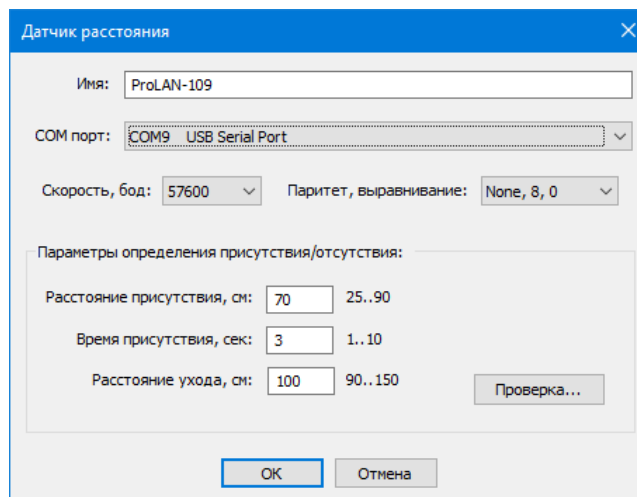 Датчик расстояния
Имя: ProLAN-109
COM порт: COM9 USB Serial Port
Скорость, бод: 57600 Паритет, выравнивание: None, 8, 0
Параметры определения присутствия/отсутствия:
Расстояние присутствия, см: 70 25..90
Время присутствия, сек: 3 1..10
Расстояние ухода, см: 100 90..150
Проверка...
OK Отмена